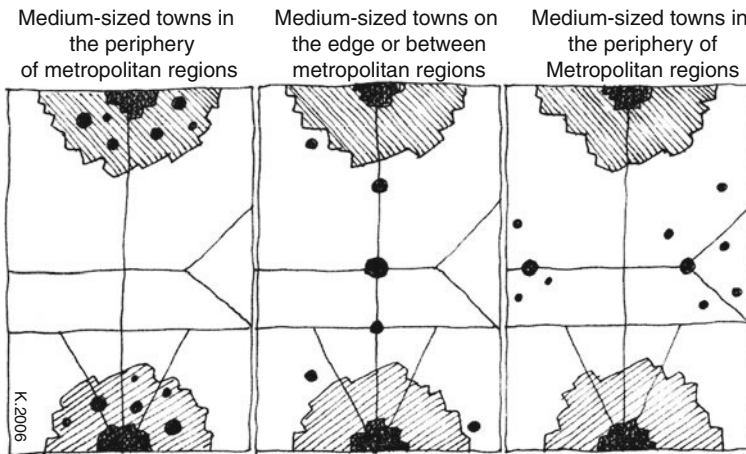 Medium-sized towns in
the periphery
of metropolitan regions
Medium-sized towns on
the edge or between
metropolitan regions
Medium-sized towns in
the periphery of
Metropolitan regions
K.2006